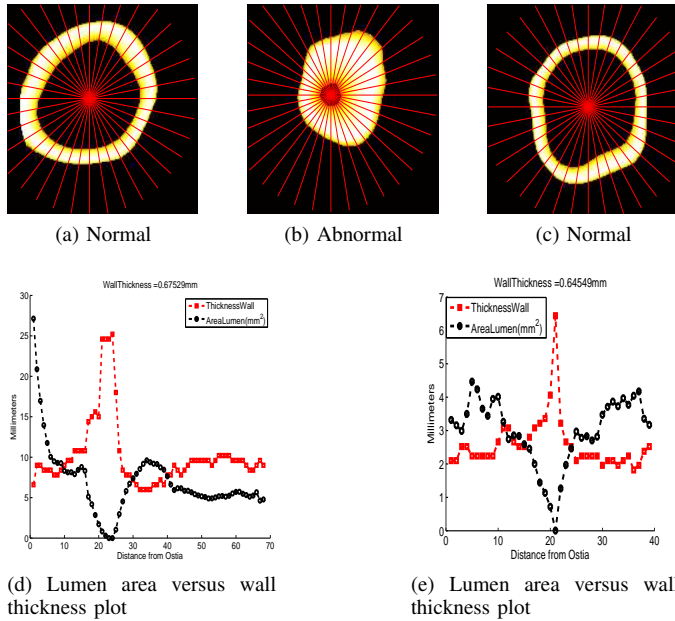 (a) Normal
(b) Abnormal
(c) Normal
WallThickness =0.67529mm
ThicknessWall
AreaLumen(mm²)
30
25
20
15
10
5
0
Millimeters
0 10 20 30 40 50 60 70
Distance from Ostia
WallThickness =0.64549mm
ThicknessWall
AreaLumen(mm²)
7
6
5
4
3
2
1
0
Millimeters
0 10 20 30 40
Distance from Ostia
(d) Lumen area versus wall
thickness plot
(e) Lumen area versus wall
thickness plot